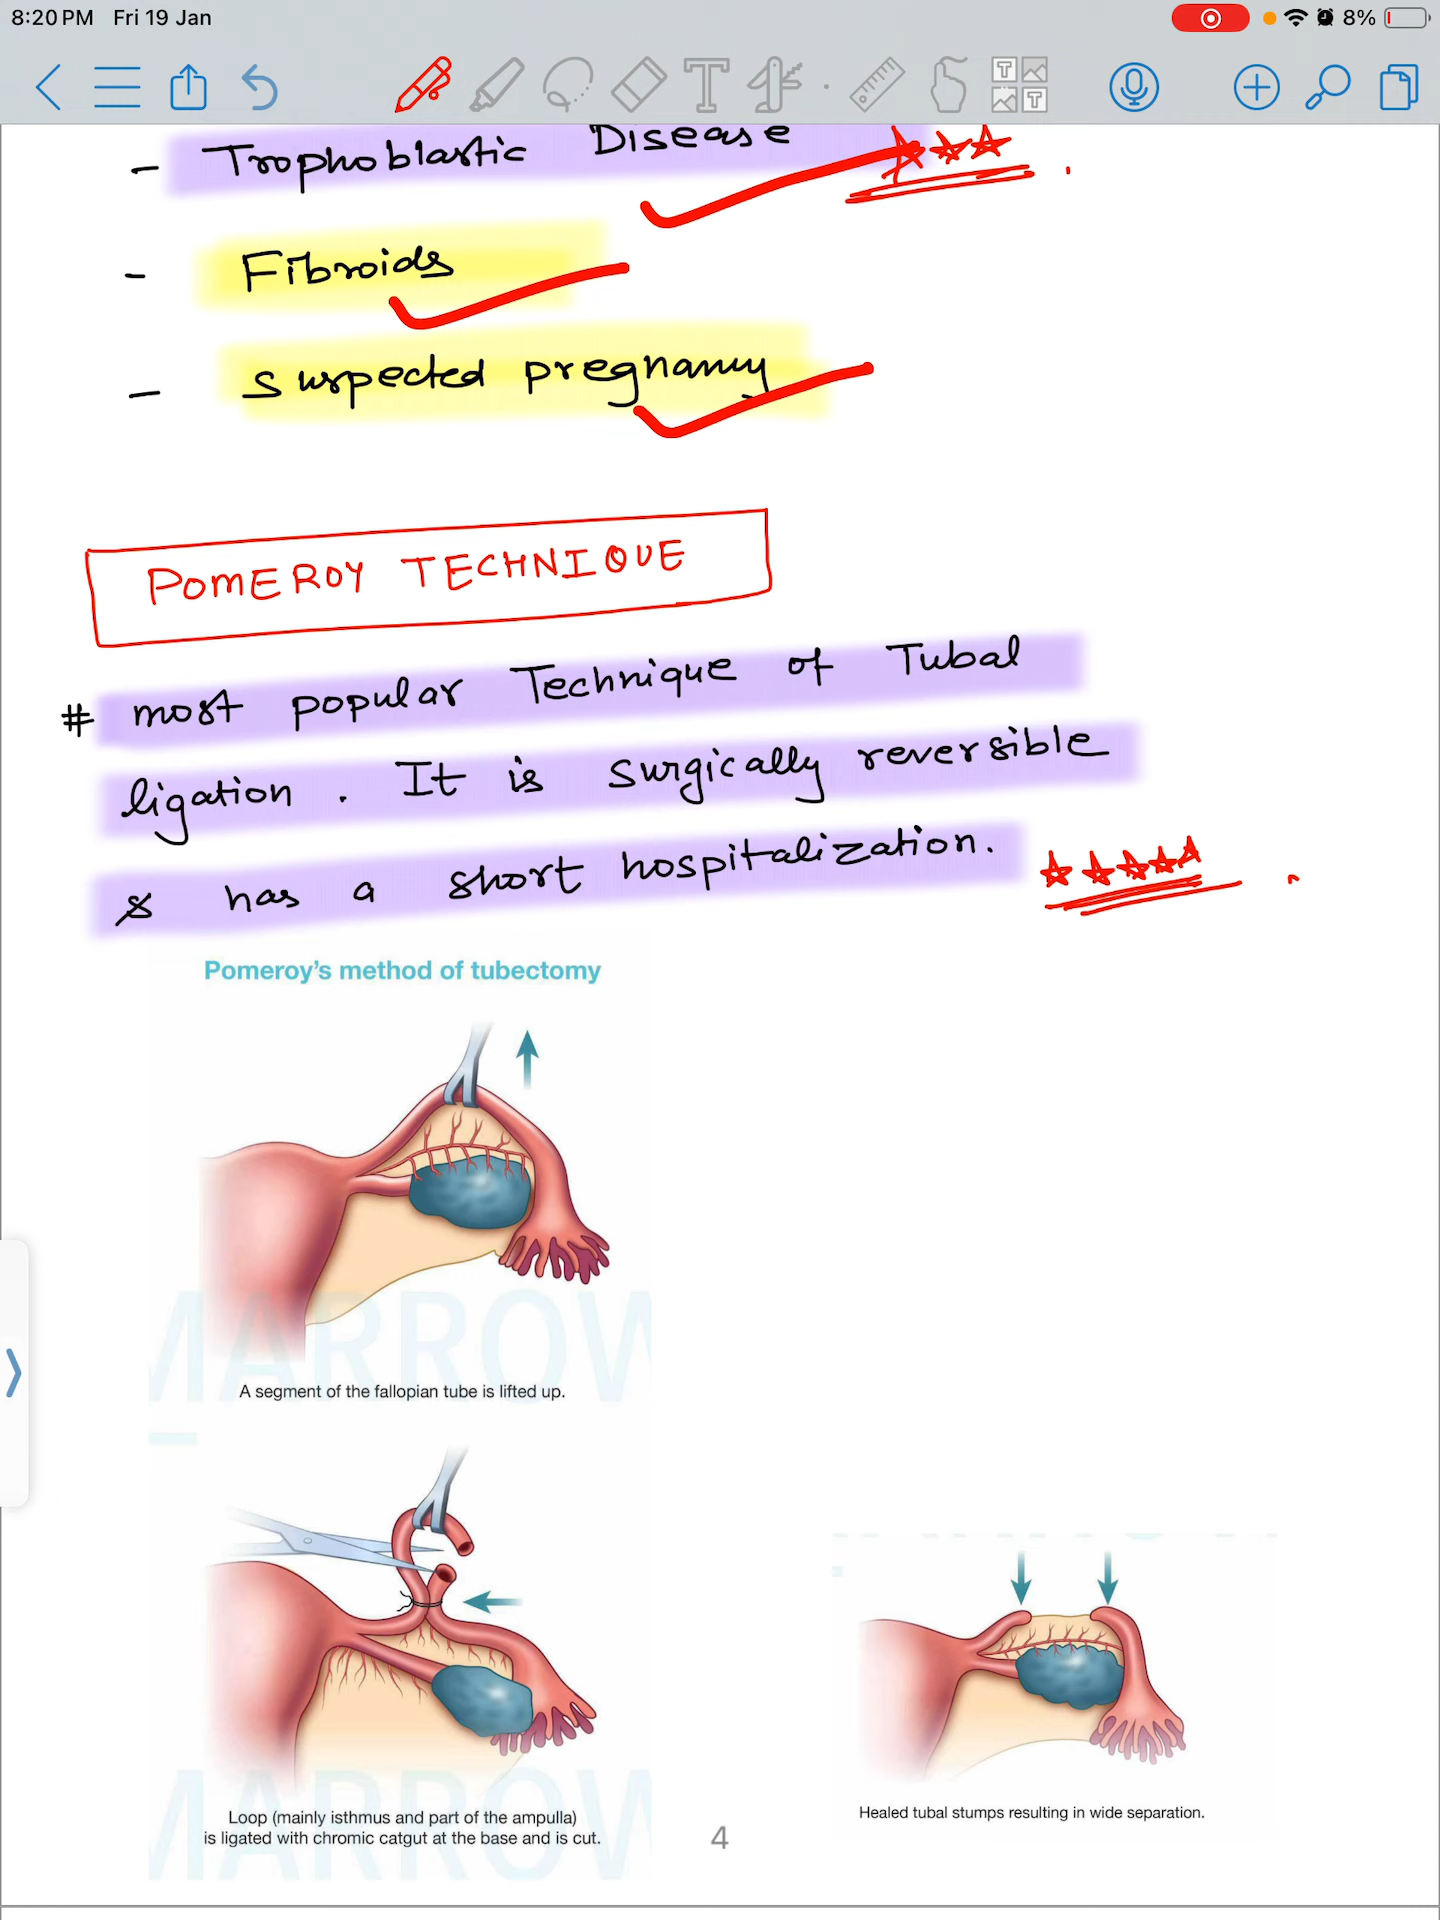 8:20 PM Fri 19 Jan
8%
- Trophoblastic Disease
- Fibroids
- Suspected pregnancy
POMEROY TECHNIQUE
# most popular Technique of Tubal
ligation. It is surgically reversible
& has a short hospitalization.
Pomeroy's method of tubectomy
MARROW
A segment of the fallopian tube is lifted up.
Loop (mainly isthmus and part of the ampulla)
is ligated with chromic catgut at the base and is cut.
MARROW
Healed tubal stumps resulting in wide separation.
4